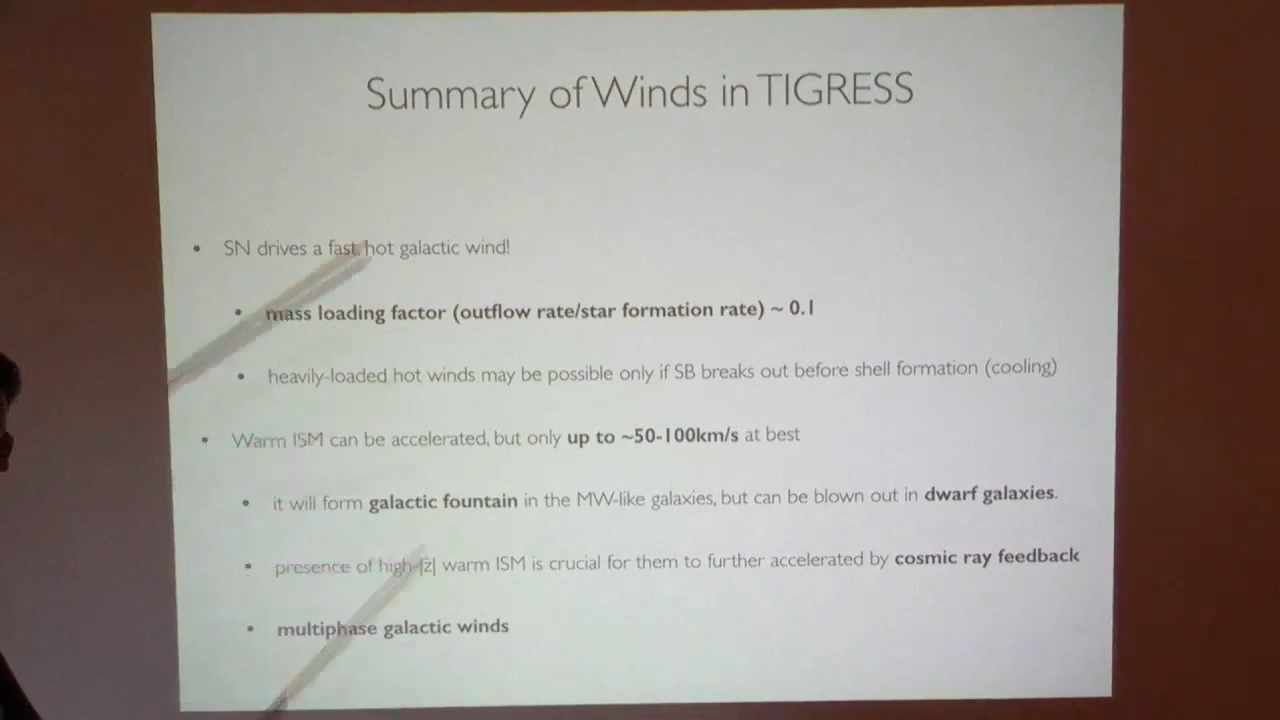 Summary of Winds in TIGRESS
• SN drives a fast, hot galactic wind!
• mass loading factor (outflow rate/star formation rate) ~ 0.1
• heavily-loaded hot winds may be possible only if SB breaks out before shell formation (cooling)
• Warm ISM can be accelerated, but only up to ~50-100km/s at best
• it will form galactic fountain in the MW-like galaxies, but can be blown out in dwarf galaxies.
• presence of high-|z| warm ISM is crucial for them to further accelerated by cosmic ray feedback
• multiphase galactic winds